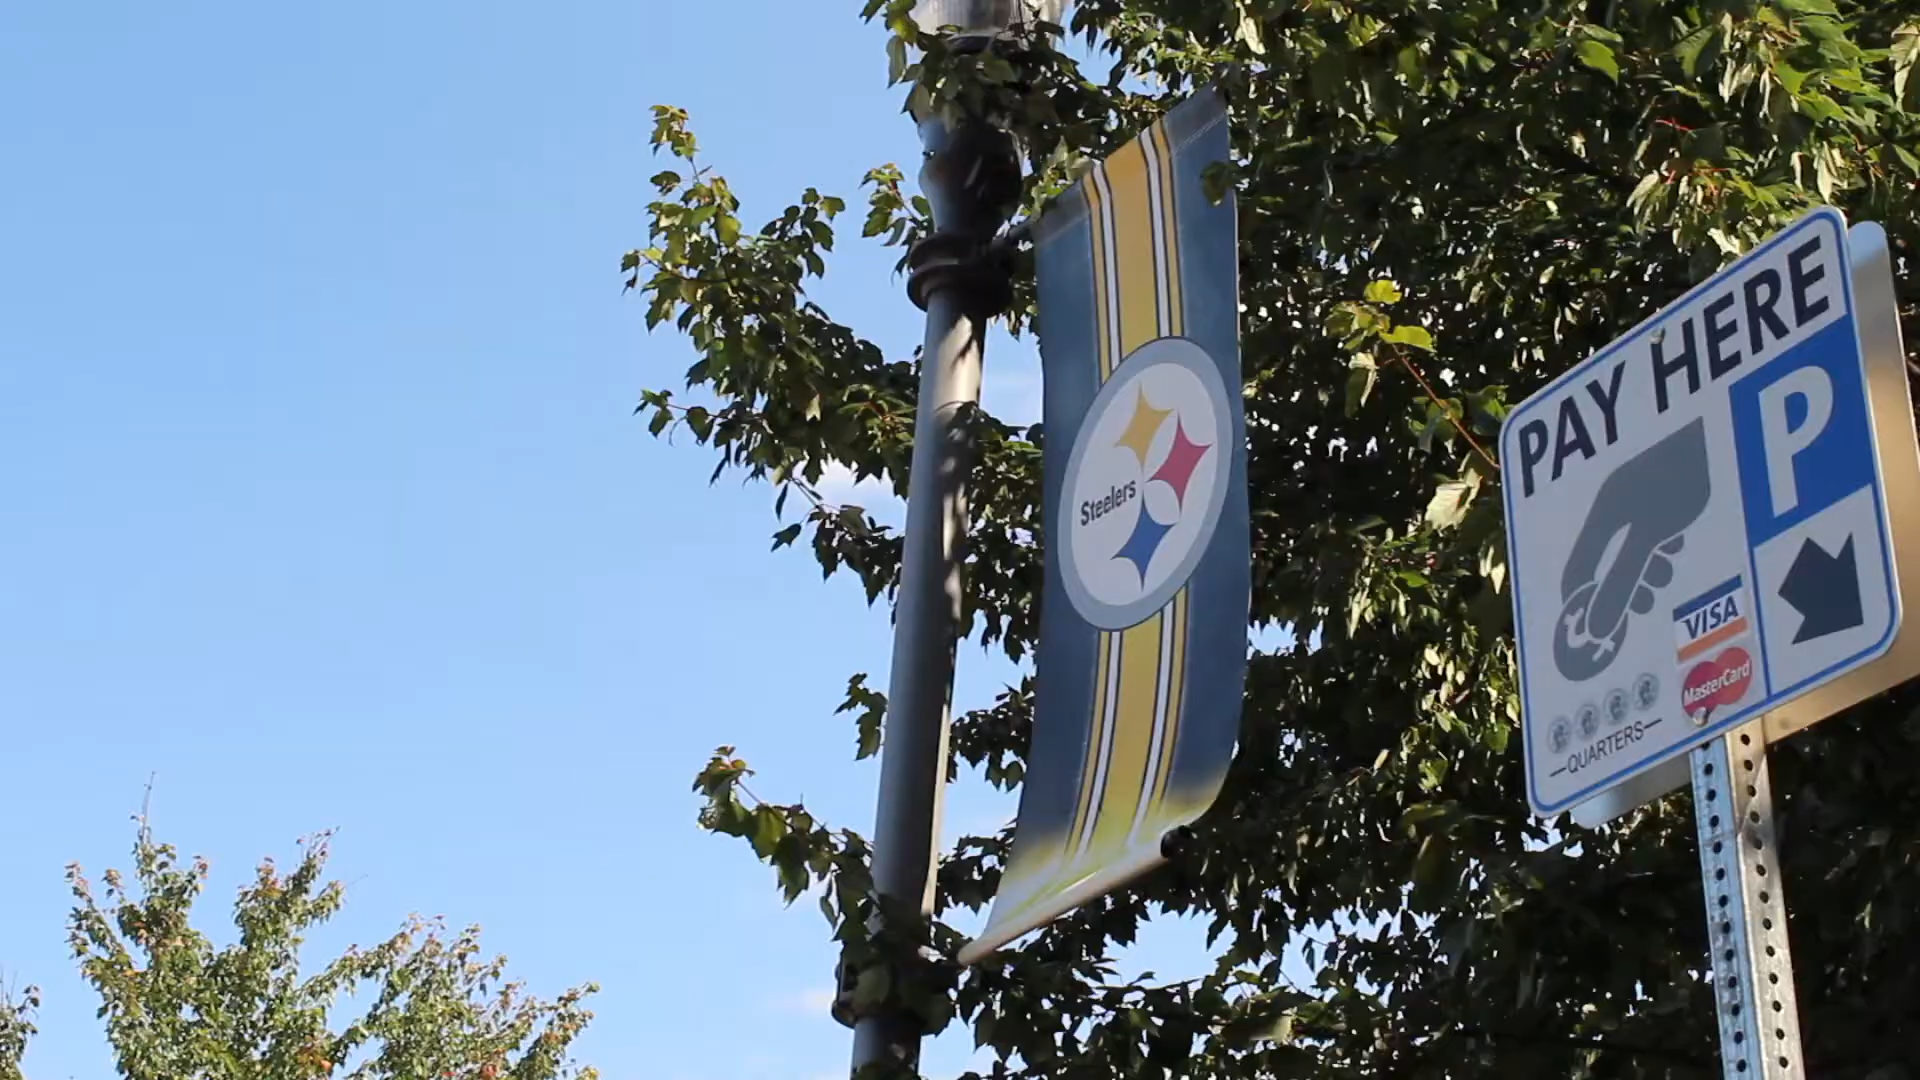 Steelers
PAY HERE
P
VISA
MasterCard
—QUARTERS—